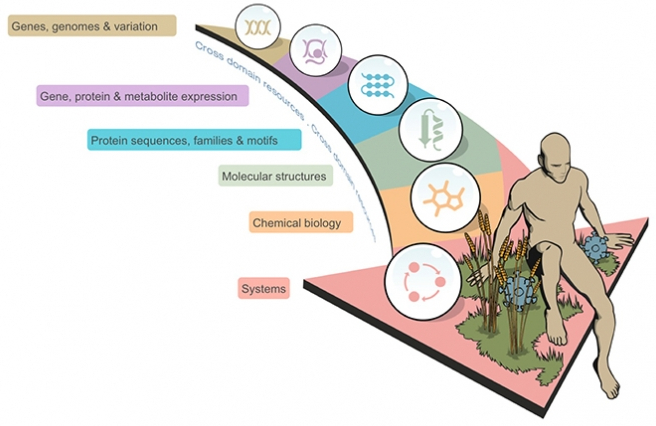 Genes, genomes & variation
Cross domain resources - Cross domain
Gene, protein & metabolite expression
Protein sequences, families & motifs
Molecular structures
Chemical biology
Systems